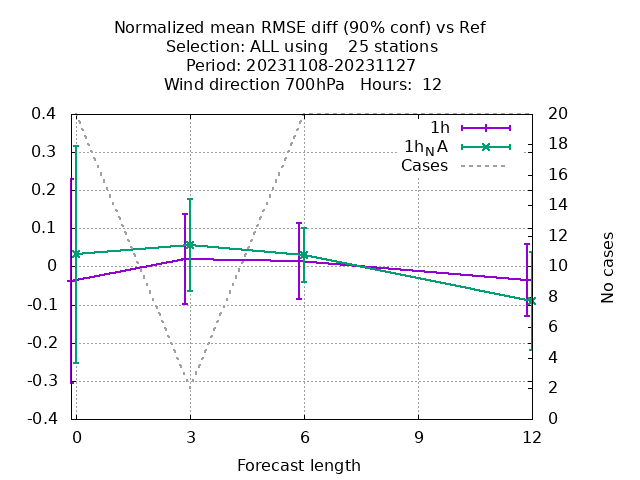 Normalized mean RMSE diff (90% conf) vs Ref
Selection: ALL using    25 stations
Period: 20231108-20231127
Wind direction 700hPa   Hours:  12
0.4
0.3
0.2
0.1
0
-0.1
-0.2
-0.3
-0.4
20
18
16
14
12
10
8
6
4
2
0
1h
1hNA
Cases
No cases
0 3 6 9 12
Forecast length